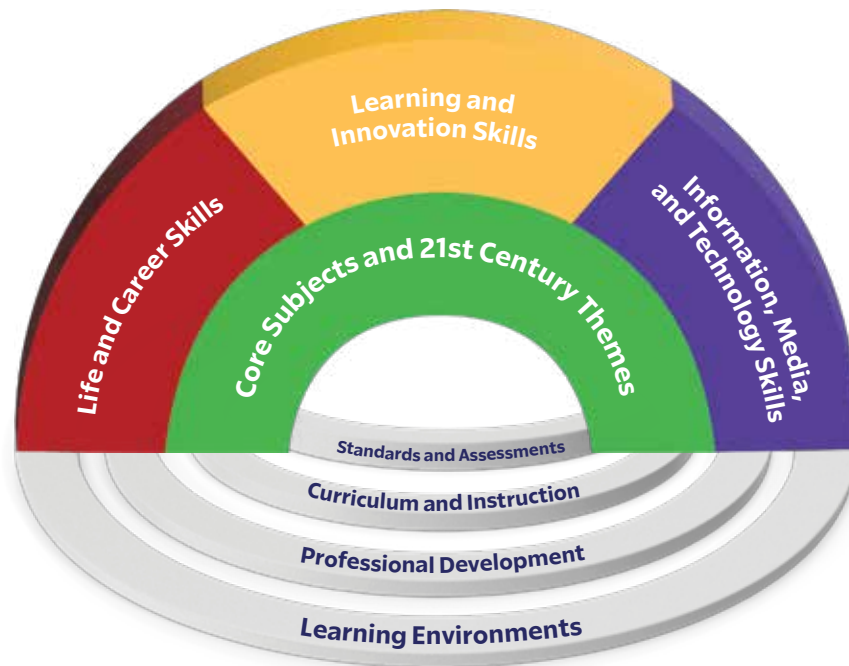 Learning and
Innovation Skills
Life and Career Skills
Information, Media,
and Technology Skills
Core Subjects and 21st Century Themes
Standards and Assessments
Curriculum and Instruction
Professional Development
Learning Environments